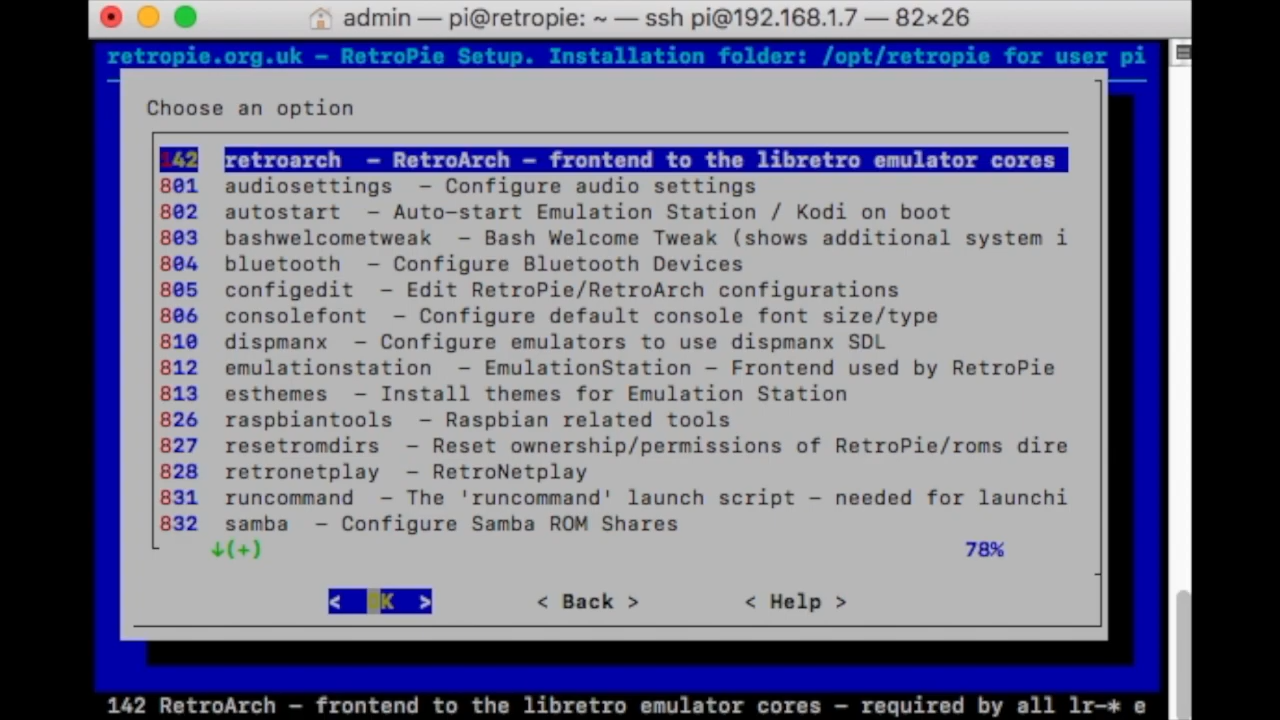 admin — pi@retropie: ~ — ssh pi@192.168.1.7 — 82×26
retropie.org.uk – RetroPie Setup. Installation folder: /opt/retropie for user pi
Choose an option
142 retroarch – RetroArch – frontend to the libretro emulator cores
801 audiosettings – Configure audio settings
802 autostart – Auto-start Emulation Station / Kodi on boot
803 bashwelcometweak – Bash Welcome Tweak (shows additional system i
804 bluetooth – Configure Bluetooth Devices
805 configedit – Edit RetroPie/RetroArch configurations
806 consolefont – Configure default console font size/type
810 dispmanx – Configure emulators to use dispmanx SDL
812 emulationstation – EmulationStation – Frontend used by RetroPie
813 esthemes – Install themes for Emulation Station
826 raspbiantools – Raspbian related tools
827 resetromdirs – Reset ownership/permissions of RetroPie/roms dire
828 retronetplay – RetroNetplay
831 runcommand – The 'runcommand' launch script – needed for launchi
832 samba – Configure Samba ROM Shares
↓(+) 78%
< OK > < Back > < Help >
142 RetroArch – frontend to the libretro emulator cores – required by all lr–* e